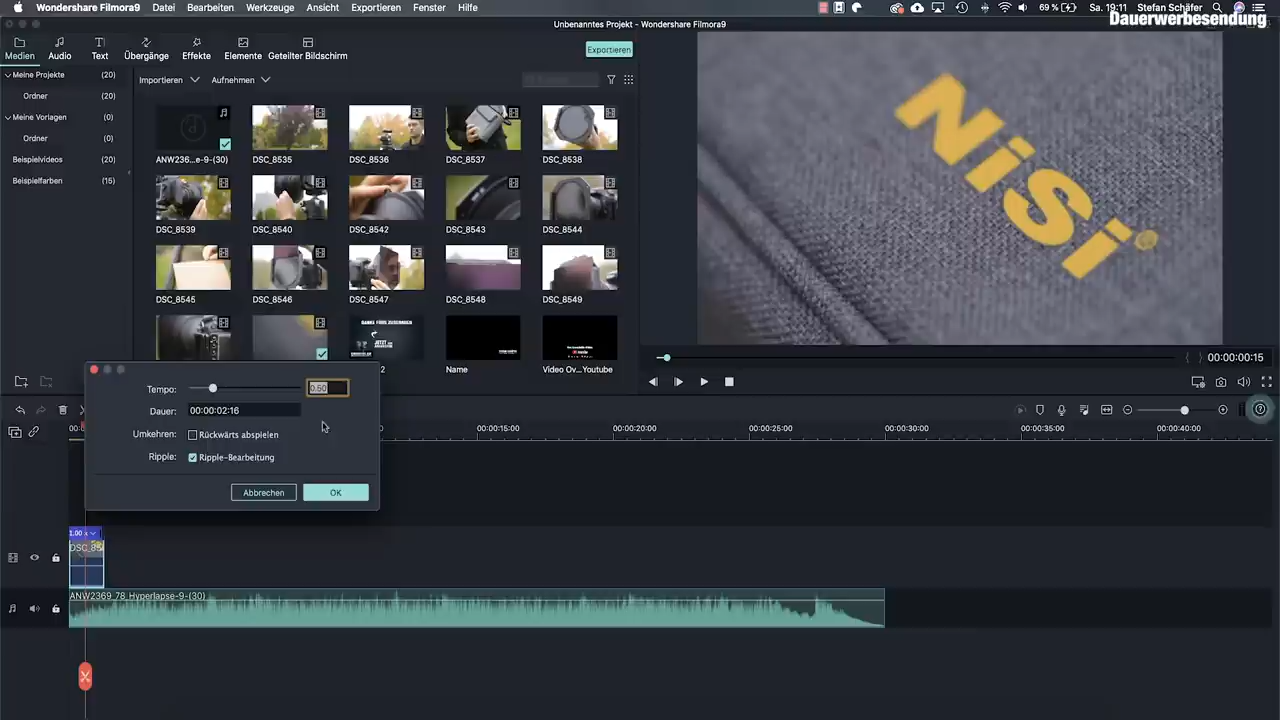 Wondershare Filmora9 Datei Bearbeiten Werkzeuge Ansicht Exportieren Fenster Hilfe 69 % Sa. 19:11 Stefan Schäfer
Unbenanntes Projekt - Wondershare Filmora9
Dauerwerbesendung
Medien Audio Text Übergänge Effekte Elemente Geteilter Bildschirm
Exportieren
Meine Projekte (20)
Ordner (20)
Meine Vorlagen (0)
Ordner (0)
Beispielvideos (20)
Beispielfarben (15)
Importieren Aufnehmen
ANW236...e-9-(30) DSC_8535 DSC_8536 DSC_8537 DSC_8538
DSC_8539 DSC_8540 DSC_8542 DSC_8543 DSC_8544
DSC_8545 DSC_8546 DSC_8547 DSC_8548 DSC_8549
DANKE FÜRS ZUSCHAUEN
JETZT
2 Name Video Ov...Youtube
NiSi®
00:00:00:15
Tempo: 0.50
Dauer: 00:00:02:16
Umkehren: Rückwärts abspielen
Ripple: Ripple-Bearbeitung
Abbrechen OK
00:00:15:00 00:00:20:00 00:00:25:00 00:00:30:00 00:00:35:00 00:00:40:00
1.00 x
DSC_85
ANW2369_78_Hyperlapse-9-(30)